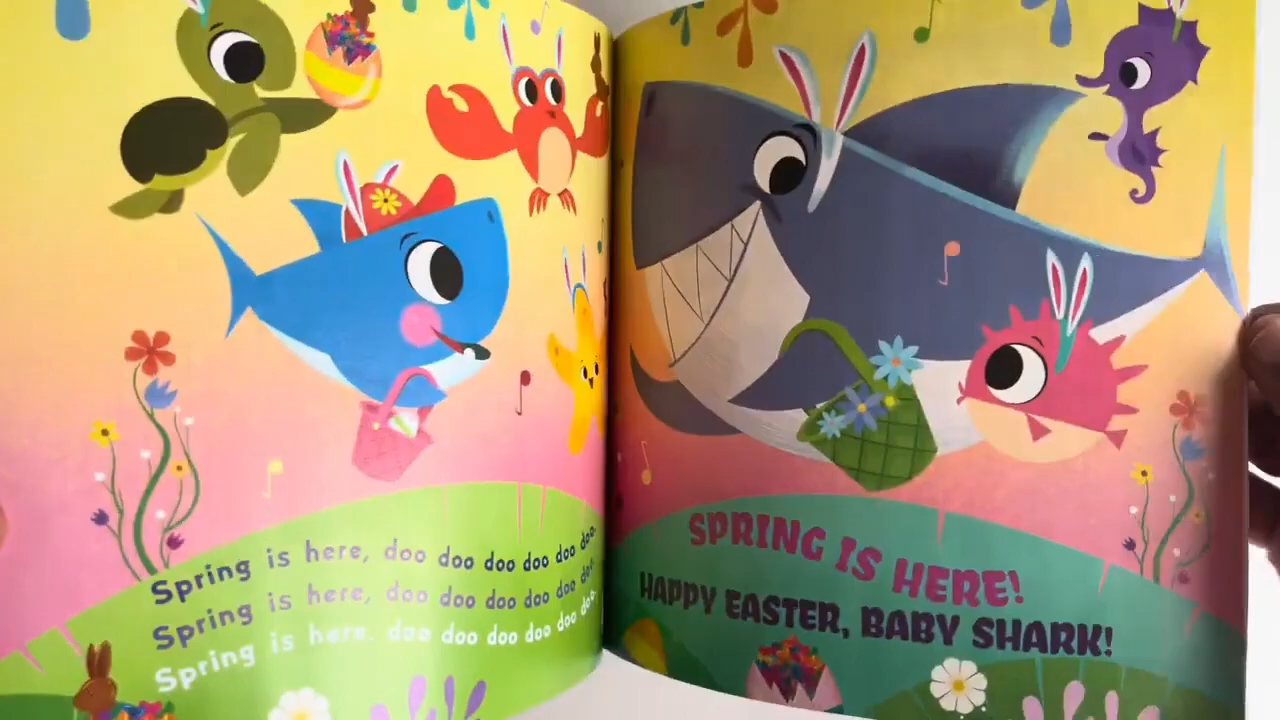 Spring is here, doo doo doo doo doo doo.
Spring is here, doo doo doo doo doo doo.
Spring is here. doo doo doo doo doo doo.
SPRING IS HERE!
HAPPY EASTER, BABY SHARK!